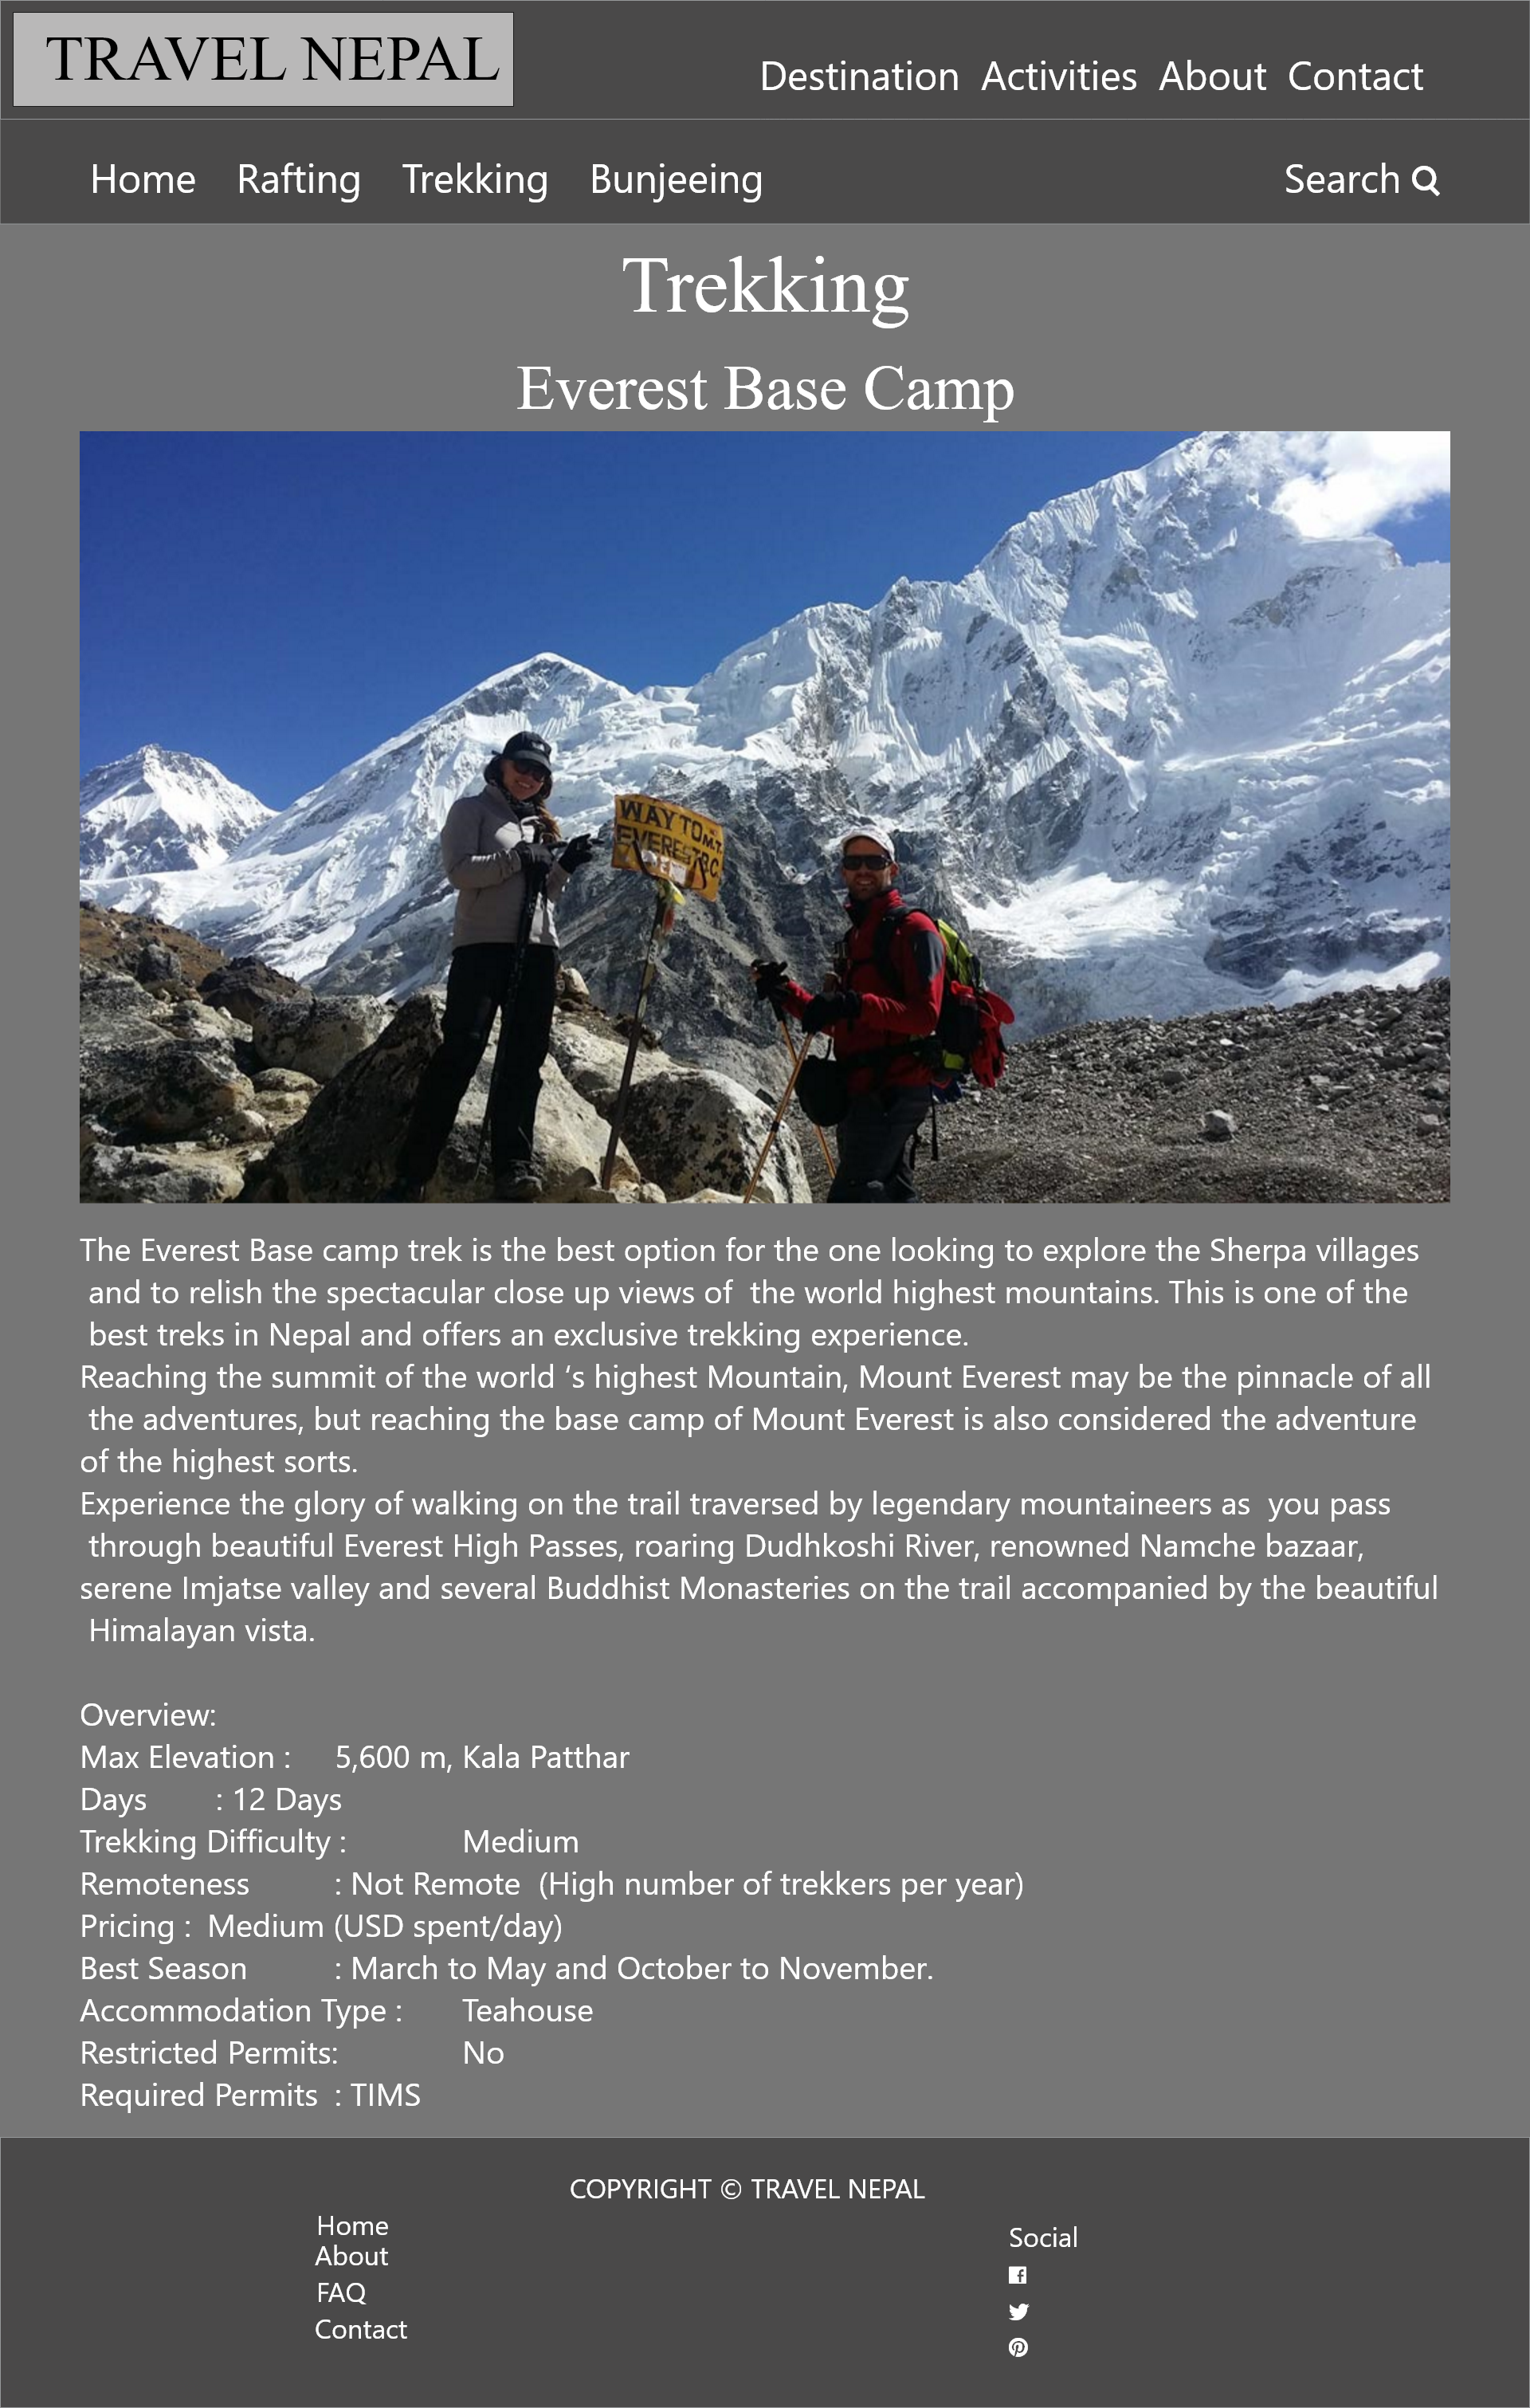 TRAVEL NEPAL
Destination Activities About Contact
Home Rafting Trekking Bunjeeing Search
Trekking
Everest Base Camp
WAY TO M.T.
EVEREST B.C.
The Everest Base camp trek is the best option for the one looking to explore the Sherpa villages
and to relish the spectacular close up views of the world highest mountains. This is one of the
best treks in Nepal and offers an exclusive trekking experience.
Reaching the summit of the world ‘s highest Mountain, Mount Everest may be the pinnacle of all
the adventures, but reaching the base camp of Mount Everest is also considered the adventure
of the highest sorts.
Experience the glory of walking on the trail traversed by legendary mountaineers as you pass
through beautiful Everest High Passes, roaring Dudhkoshi River, renowned Namche bazaar,
serene Imjatse valley and several Buddhist Monasteries on the trail accompanied by the beautiful
Himalayan vista.
Overview:
Max Elevation : 5,600 m, Kala Patthar
Days : 12 Days
Trekking Difficulty : Medium
Remoteness : Not Remote (High number of trekkers per year)
Pricing : Medium (USD spent/day)
Best Season : March to May and October to November.
Accommodation Type : Teahouse
Restricted Permits: No
Required Permits : TIMS
COPYRIGHT © TRAVEL NEPAL
Home
About
FAQ
Contact
Social